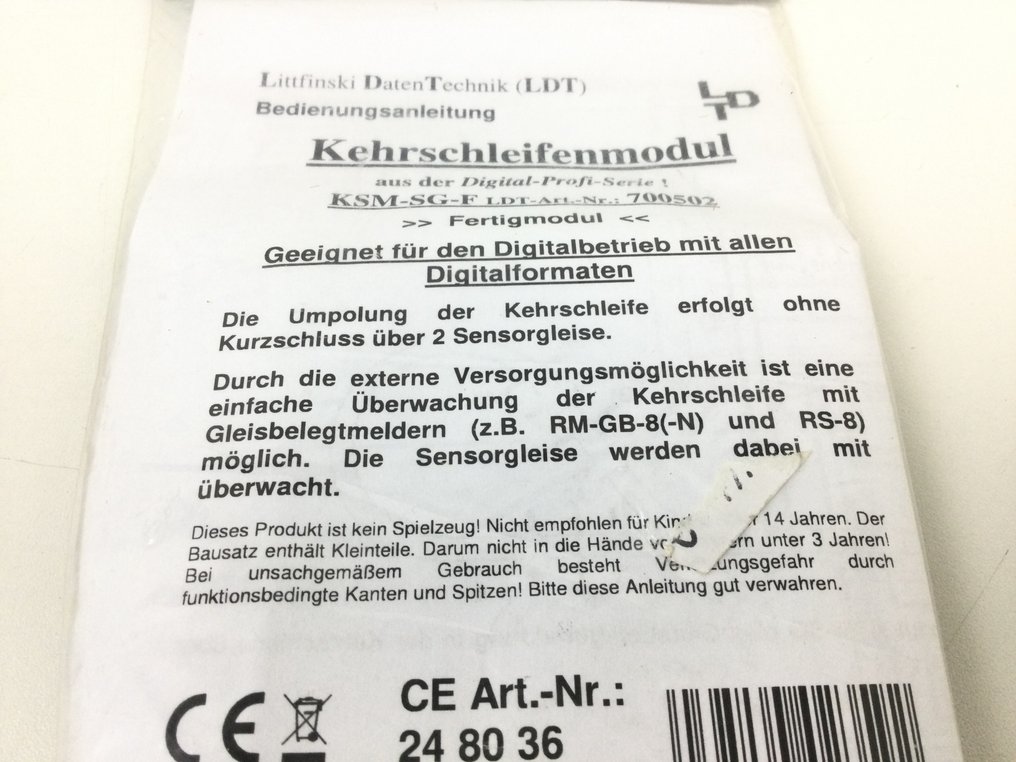 Littfinski DatenTechnik (LDT)
LDT
Bedienungsanleitung
Kehrschleifenmodul
aus der Digital-Profi-Serie !
KSM-SG-F LDT-Art.-Nr.: 700502
>> Fertigmodul <<
Geeignet für den Digitalbetrieb mit allen
Digitalformaten
Die Umpolung der Kehrschleife erfolgt ohne
Kurzschluss über 2 Sensorgleise.
Durch die externe Versorgungsmöglichkeit ist eine
einfache Überwachung der Kehrschleife mit
Gleisbelegtmeldern (z.B. RM-GB-8(-N) und RS-8)
möglich. Die Sensorgleise werden dabei mit
überwacht.
Dieses Produkt ist kein Spielzeug! Nicht empfohlen für 14 Jahren. Der
Bausatz enthält Kleinteile. Darum nicht in die Hände unter 3 Jahren!
Bei unsachgemäßem Gebrauch besteht durch
funktionsbedingte Kanten und Spitzen! Bitte diese Anleitung gut verwahren.
CE CE Art.-Nr.:
24 80 36